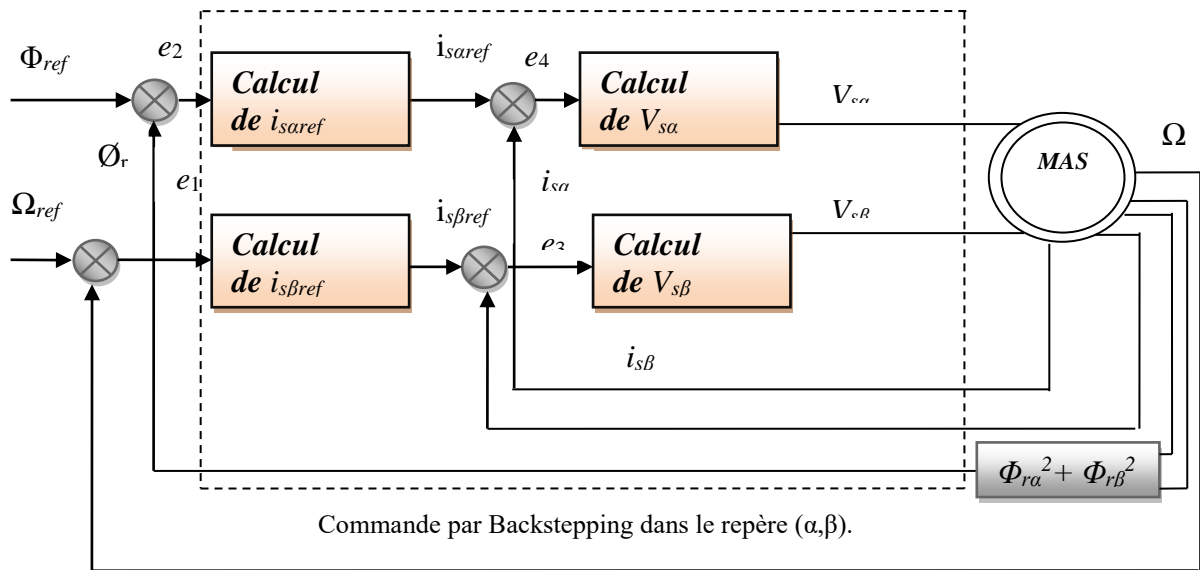 Φref
e2
Calcul
de isαref
isαref
e4
Calcul
de Vsα
Vsα
MAS
Ω
Ør
e1
Ωref
Calcul
de isβref
isβref
isα
e3
Calcul
de Vsβ
Vsβ
isβ
Φrα² + Φrβ²
Commande par Backstepping dans le repère (α,β).